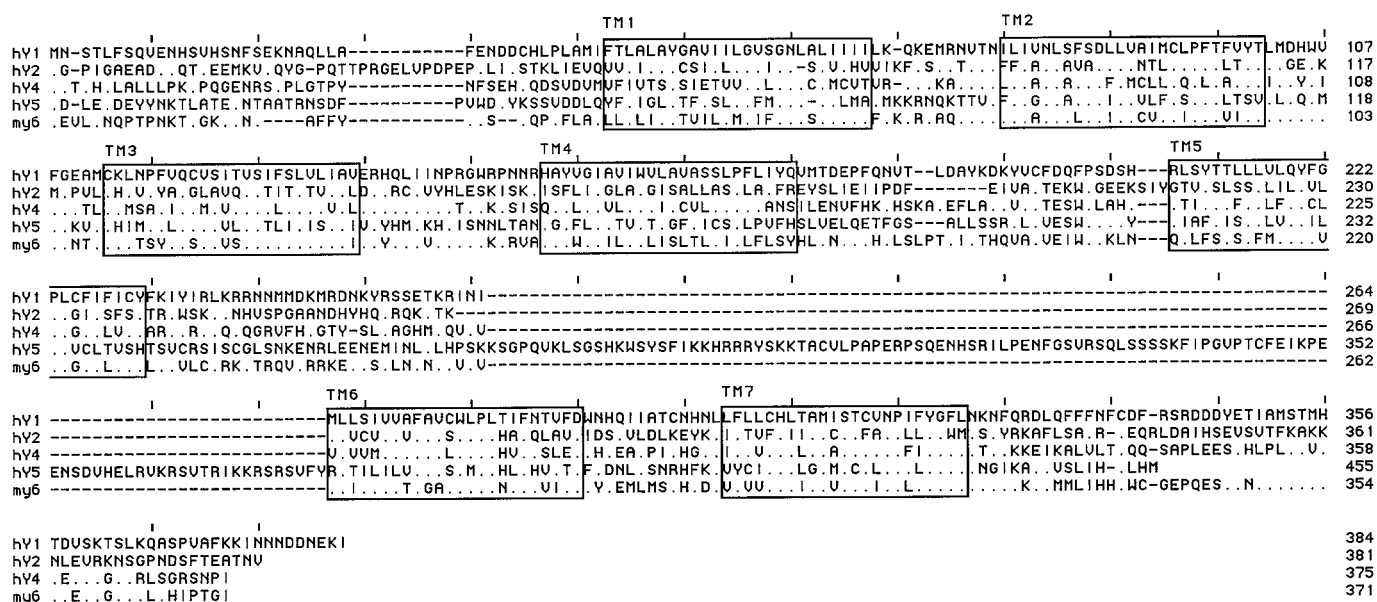 TM1 TM2
hY1 MN-STLFSQVENHSVHSNFSEKNAQLLA-----------FENDDCHLPLAMIFTLALAYGAVIILGVSGNLALIIIILK-QKEMRNVTNILIVNLSFSDLLVAIMCLPFTFVYTLMDHWV 107
hY2 .G-PIGAEAD..QT.EEMKV.QYG-PQTTPRGELVPDPEP.LI.STKLIEVQVV.I....CSI.L...I...-S.V.HVVIKF.S..T...FF.A..AVA...NTL.....LT...GE.K 117
hY4 ..T.H.LALLLPK.PQGENRS.PLGTPY------NFSEH.QDSVDVMVFIVTS.SIETVV..L....C.MCVTVR-..KA.....L..A....F.MCLL.Q.L.A...I.Y 108
hY5 .D-LE.DEYYNKTLATE.NTAATRNSDF------PVWD.YKSSVDDLQYF.IGL.TF.SL.FM....-..LMA.MKKRNQKTTV.F..G..A...I...VLF.S...LTSV.L.Q.M 118
my6 .EVL.NQPTPNKT.GK..N.----AFFY------..S--.QP.FLA.LL.LI..TVIL.M.IF...S......F.K.R.AQ......A..L...I..CV...I..VI.... 103
TM3 TM4 TM5
hY1 FGEAMCKLNPFVQCVSITVSIFSLVLIAVERHQLIINPRGWRPNNRHAYVGIAVIWVLAVASSLPFLIYQVMTDEPFQNVT--LDAYKDKYVCFDQFPSDSH---RLSYTTLLLVLQYFG 222
hY2 M.PVL..H.V.YA.GLAVQ..TIT.TV..LD..RC.VYHLESKISK.ISFLI.GLA.GISALLAS.LA.FREYSLIEIIPDF----EIVA.TEKW.GEEKSIYGTV.SLSS.LIL.VL 230
hY4 ..TL...MSA.I..M.V....L...V.L.......T..K.SISQ..L..VL...I.CVL....ANSILENVFHK.HSKA.EFLA..V..TESW.LAH.---.TI...F..LF..CL 225
hY5 .KV..HIM..L....VL..TLI..IS..IV.YHM.KH.ISNNLTAN.G.FL..TV.T.GF.ICS.LPVFHSLVELQETFGS---ALLSSR.L.VESW...Y---.IAF.IS..LV...IL 232
my6 .NT....TSY..S..VS..........I...Y...V....K.RVA...W..IL..LISLTI.LFLSYHL.N...H.LSLPT.I.THQVA.VEIW..KLN---Q.LFS.S.FM....V 220
hY1 PLCFIFICYFKIYIRLKRRNNMMDKMRDNKYRSSETKRINI------------------------------------------------------------------------------- 264
hY2 ..GI.SFS..TR.WSK..NHVSPGAANDHYHQ.RQK.TK--------------------------------------------------------------------------------- 269
hY4 ..G..LV..AR..R..Q.QGRVFH.GTY-SL.AGHM.QV.V------------------------------------------------------------------------------- 266
hY5 .VCLTVSHTSVCRSISCGLSNKENRLEENEMINL.LHPSKKSGPQVKLSGSHKWSYSFIKKHRRRYSKKTACVLPAPERPSQENHSRILPENFGSVRSQLSSSSKFIPGVPTCFEIKPE 352
my6 ..G..L...L..VLC.RK.TRQV.RRKE..S.LN.N..V.V------------------------------------------------------------------------------- 262
TM6 TM7
hY1 --------------------------MLLSIVVAFAVCWLPLTIFNTVFDWNHQIIATCNHNLLFLLCHLTAMISTCVNPIFYGFLNKNFQRDLQFFFNFCDF-RSRDDDYETIAMSTMH 356
hY2 --------------------------..VCV..V...S....HA.QLAV.IDS.VLDLKEYK.I.TVF.II..C..FA..LL..WM.S.YRKAFLSA.R-.EQRLDAIHSEVSVTFKAKK 361
hY4 --------------------------V.VVM......L....HV..SLE.H.EA.PI.HG...I..V...L..A......FI.....T..KKEIKALVLT.QQ-SAPLEES.HLPL..V. 358
hY5 ENSDVHELRVKRSVTRIKKRSRSVFYR.TILILV...S.M..HL.HV.T.F.DNL.SNRHFK.VYCI...LG.M.C.L...L..L..NGIKA..VSLIH-.LHM 455
my6 --------------------------..I....T.GA....N...VI..Y.EMLMS.H.D.V.VV...I..V...I..L.......K..MMLIHH.WC-GEPQES..N....... 354
hY1 TDVSKTSLKQASPVAFKKINNNDDNEKI 384
hY2 NLEVRKNSGPNDSFTEATNV 381
hY4 .E...G..RLSGRSNPI 375
my6 ..E..G...L.HIPTGI 371